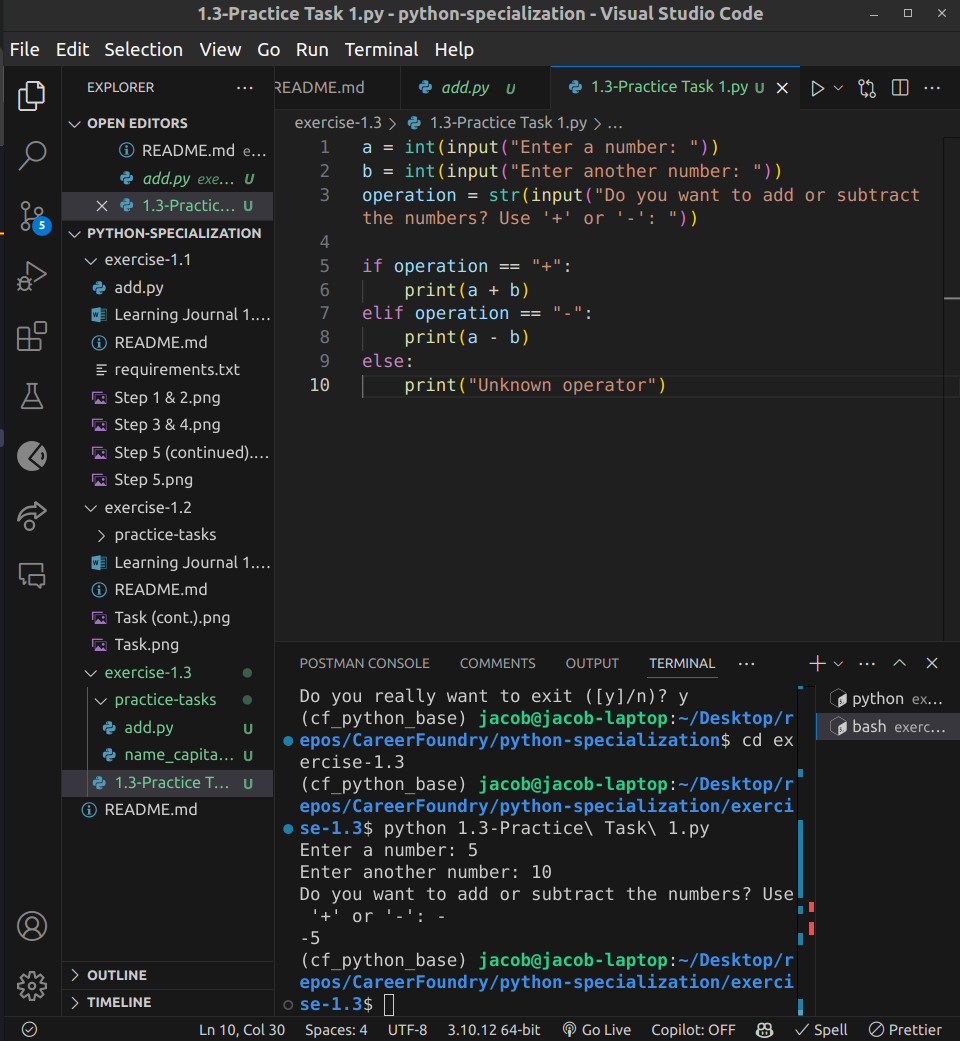 1.3-Practice Task 1.py - python-specialization - Visual Studio Code
File Edit Selection View Go Run Terminal Help
EXPLORER
OPEN EDITORS
README.md e...
add.py exe... U
1.3-Practic... U
PYTHON-SPECIALIZATION
exercise-1.1
add.py
Learning Journal 1....
README.md
requirements.txt
Step 1 & 2.png
Step 3 & 4.png
Step 5 (continued)....
Step 5.png
exercise-1.2
practice-tasks
Learning Journal 1....
README.md
Task (cont.).png
Task.png
exercise-1.3
practice-tasks
add.py U
name_capita... U
1.3-Practice T... U
README.md
OUTLINE
TIMELINE
5
README.md add.py U 1.3-Practice Task 1.py U
exercise-1.3 > 1.3-Practice Task 1.py > ...
1 a = int(input("Enter a number: "))
2 b = int(input("Enter another number: "))
3 operation = str(input("Do you want to add or subtract
the numbers? Use '+' or '-': "))
4
5 if operation == "+":
6     print(a + b)
7 elif operation == "-":
8     print(a - b)
9 else:
10     print("Unknown operator")
POSTMAN CONSOLE COMMENTS OUTPUT TERMINAL ...
Do you really want to exit ([y]/n)? y
(cf_python_base) jacob@jacob-laptop:~/Desktop/r
epos/CareerFoundry/python-specialization$ cd ex
ercise-1.3
(cf_python_base) jacob@jacob-laptop:~/Desktop/r
epos/CareerFoundry/python-specialization/exerci
se-1.3$ python 1.3-Practice\ Task\ 1.py
Enter a number: 5
Enter another number: 10
Do you want to add or subtract the numbers? Use
 '+' or '-': -
-5
(cf_python_base) jacob@jacob-laptop:~/Desktop/r
epos/CareerFoundry/python-specialization/exerci
se-1.3$
python ex...
bash exerc...
Ln 10, Col 30 Spaces: 4 UTF-8 3.10.12 64-bit Go Live Copilot: OFF Spell Prettier